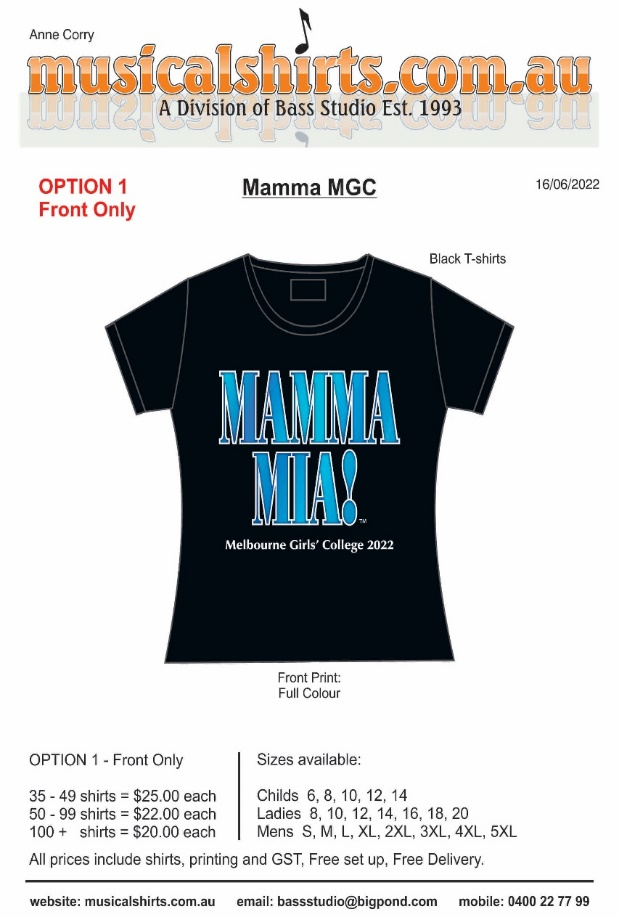 Anne Corry
musicalshirts.com.au
A Division of Bass Studio Est. 1993
OPTION 1
Front Only
Mamma MGC
16/06/2022
Black T-shirts
MAMMA
MIA!
TM
Melbourne Girls' College 2022
Front Print:
Full Colour
OPTION 1 - Front Only
35 - 49 shirts = $25.00 each
50 - 99 shirts = $22.00 each
100 + shirts = $20.00 each
Sizes available:
Childs 6, 8, 10, 12, 14
Ladies 8, 10, 12, 14, 16, 18, 20
Mens S, M, L, XL, 2XL, 3XL, 4XL, 5XL
All prices include shirts, printing and GST, Free set up, Free Delivery.
website: musicalshirts.com.au email: bassstudio@bigpond.com mobile: 0400 22 77 99